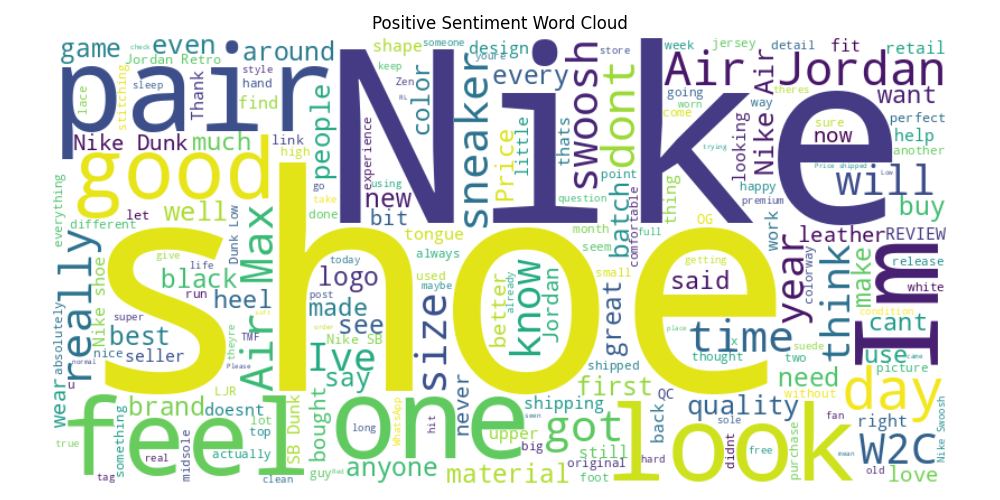 Positive Sentiment Word Cloud
game
even
around
Jordan Retro
check
style
hand
sleep
stitching
lace
Thank
find
pair
Nike
shape
someone
youre
keep
Zen
color
sneaker
design
every
swoosh
store
dont
week
jersey
detail
fit
retail
Air Jordan
going
worn
come
way
theres
want
Nike Air
looking
sure
now
perfect
help
another
Nike Dunk
much
link
high
people
experience
go
using
take
done
new
bit
Price
little
thats
point
question
batch
comfortable
thing
happy
premium
trying
Price shipped
Low
will
buy
good
everything
different
let
well
Dunk Low
tongue
always
month
seem
full
OG
work
leather
REVIEW
really
Nike shoe
give
life
black
run
heel
Air Max
today
logo
post
used
maybe
made
see
Nike SB
size
better
already
know
Jordan
small
great
shipped
getting
said
year
colorway
think
make
release
white
Im
condition
cant
use
came
picture
shoe
absolutely
super
best
nice
seller
normal
TMF
theyre
Please
soft
order
Ive
say
place
time
x
thought
two
suede
need
without
day
wear
LJR
feel
brand
doesnt
lot
top
actually
SB Dunk
bought
long
WhatsApp
hit
never
one
seen
shipping
upper
big
got
first
still
original
foot
hard
back
QC
quality
sole
didnt
free
look
purchase
mean
fan
right
W2C
old
love
Nike Swoosh
true
something
tag
real
midsole
clean
guy
Red
anyone
material